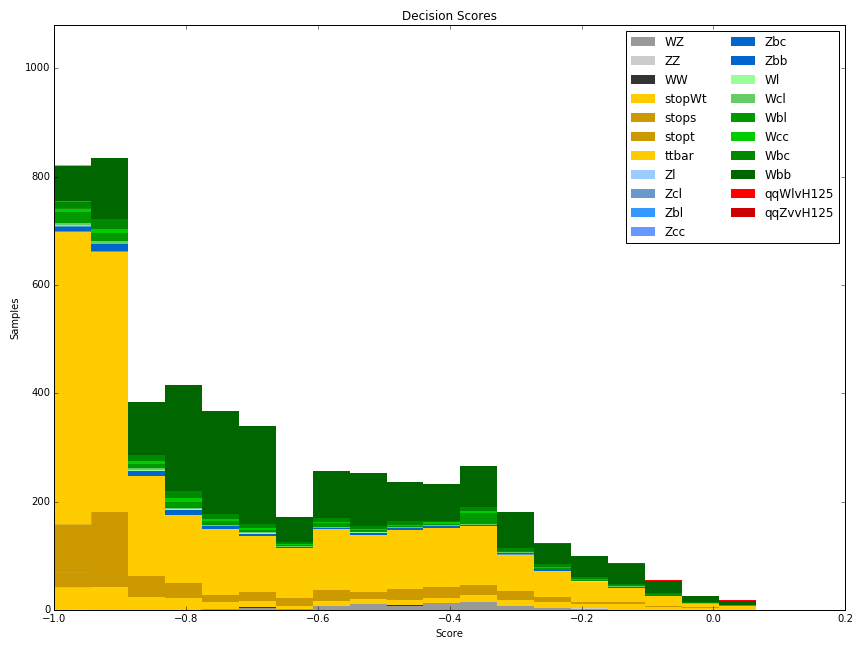 Decision Scores
1000
800
600
400
200
0
Samples
−1.0 −0.8 −0.6 −0.4 −0.2 0.0 0.2
Score
WZ
ZZ
WW
stopWt
stops
stopt
ttbar
Zl
Zcl
Zbl
Zcc
Zbc
Zbb
Wl
Wcl
Wbl
Wcc
Wbc
Wbb
qqWlvH125
qqZvvH125